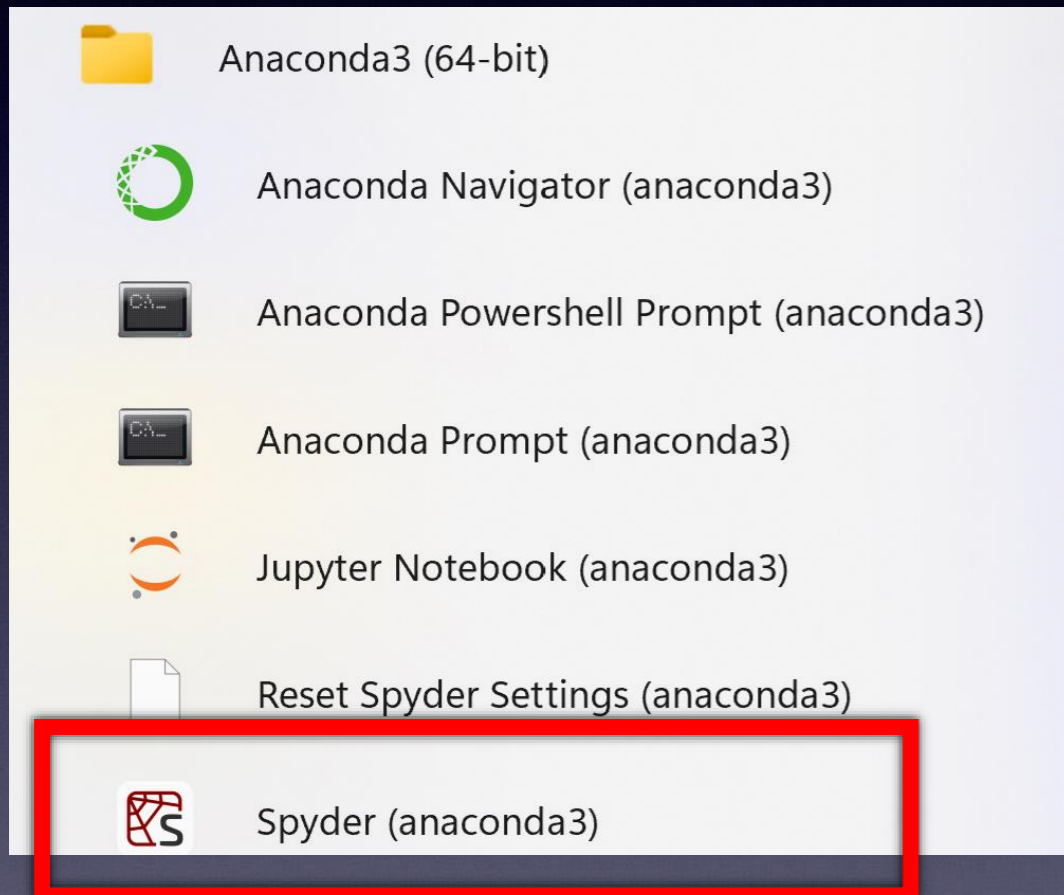 Anaconda3 (64-bit)
Anaconda Navigator (anaconda3)
C:\_
Anaconda Powershell Prompt (anaconda3)
C:\_
Anaconda Prompt (anaconda3)
Jupyter Notebook (anaconda3)
Reset Spyder Settings (anaconda3)
S
Spyder (anaconda3)